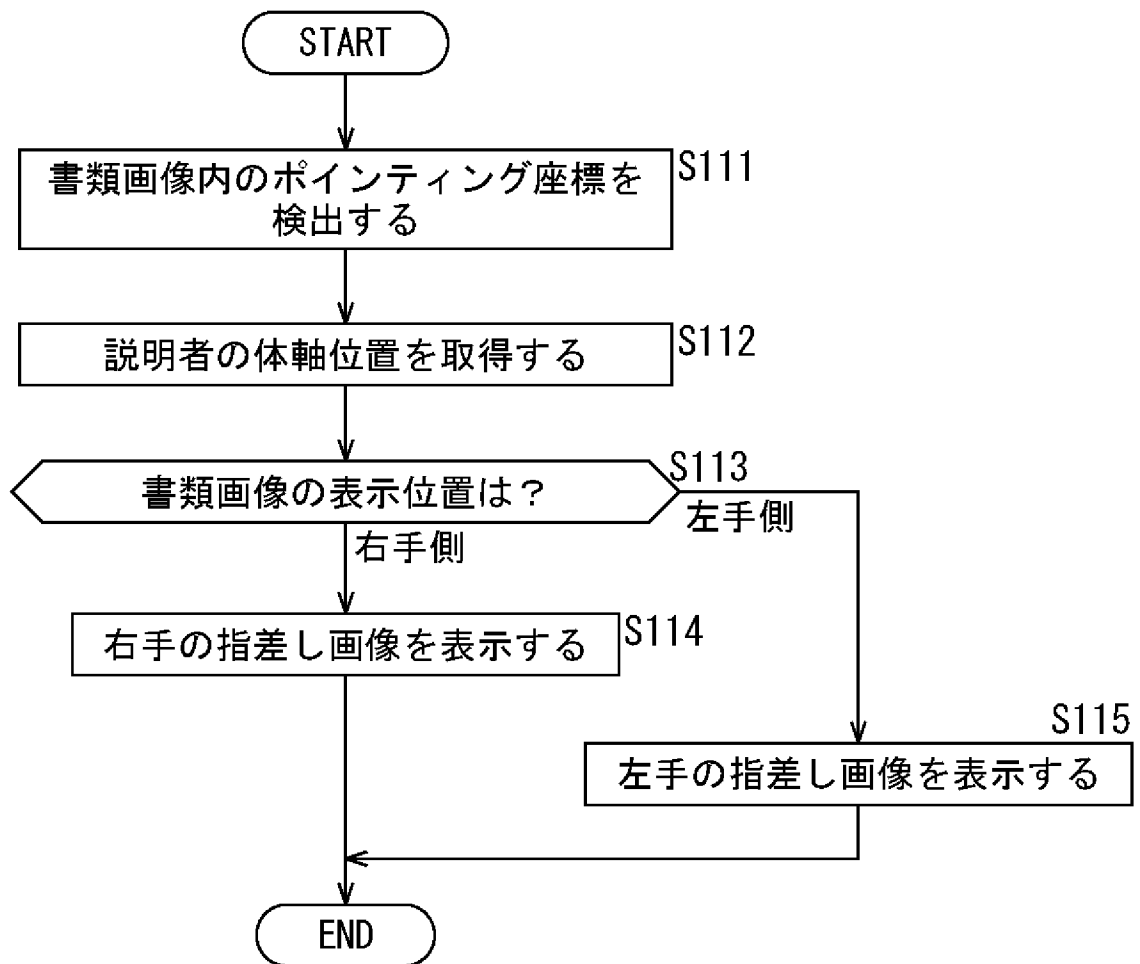 START
書類画像内のポインティング座標を
検出する
S111
説明者の体軸位置を取得する
S112
書類画像の表示位置は？
S113
左手側
右手側
右手の指差し画像を表示する
S114
S115
左手の指差し画像を表示する
END